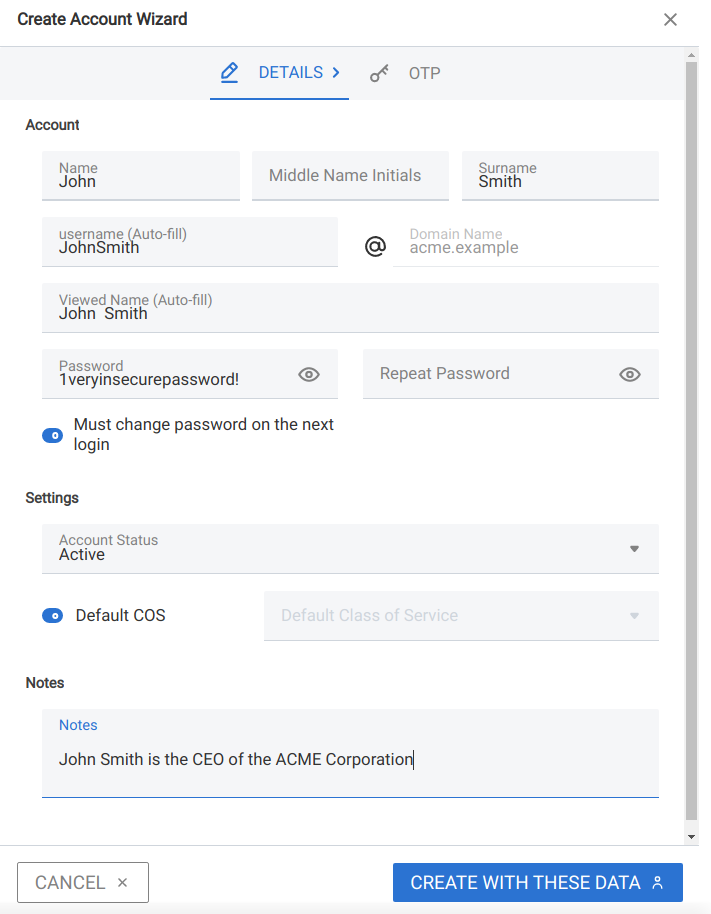 Create Account Wizard
DETAILS
OTP
Account
Name
John
Middle Name Initials
Surname
Smith
username (Auto-fill)
JohnSmith
@
Domain Name
acme.example
Viewed Name (Auto-fill)
John  Smith
Password
1veryinsecurepassword!
Repeat Password
Must change password on the next
login
Settings
Account Status
Active
Default COS
Default Class of Service
Notes
Notes
John Smith is the CEO of the ACME Corporation
CANCEL
CREATE WITH THESE DATA